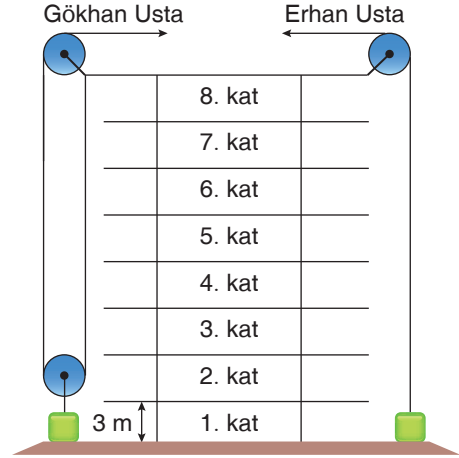 Gökhan Usta
Erhan Usta
8. kat
7. kat
6. kat
5. kat
4. kat
3. kat
2. kat
3 m
1. kat